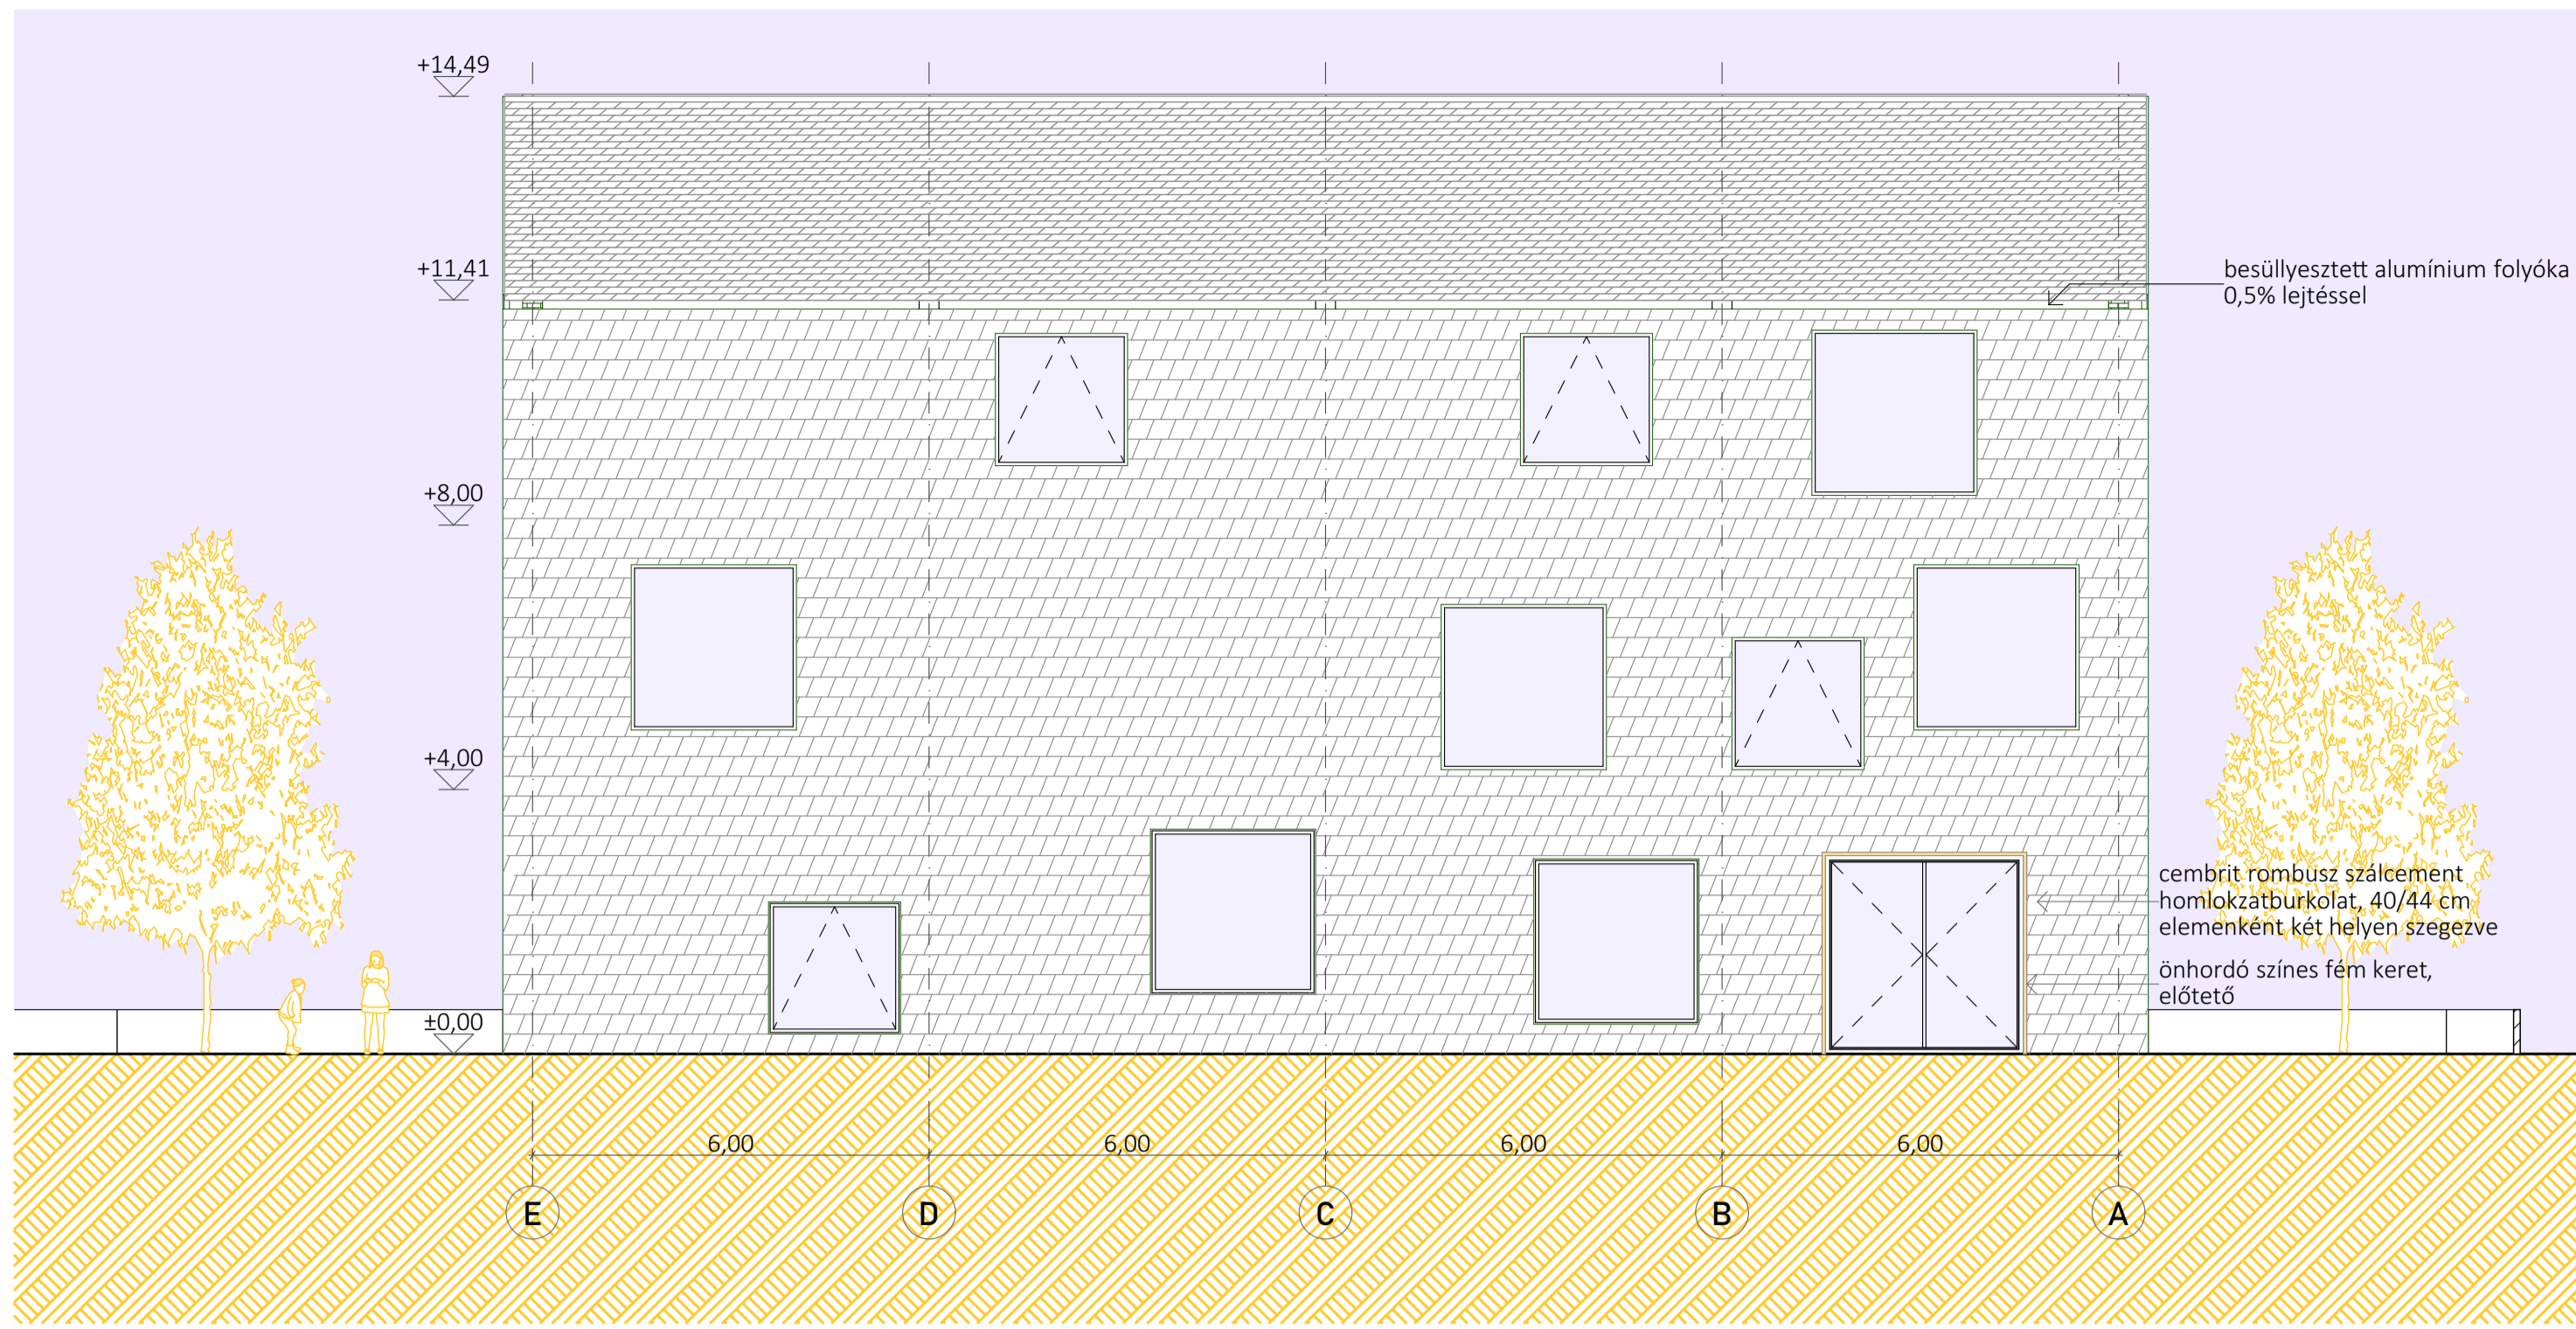 +14,49
+11,41
besüllyesztett alumínium folyóka
0,5% lejtéssel
+8,00
+4,00
cembrit rombusz szálcement
homlokzatburkolat, 40/44 cm
elemenként két helyen szegezve
önhordó színes fém keret,
előtető
±0,00
6,00 6,00 6,00 6,00
E D C B A